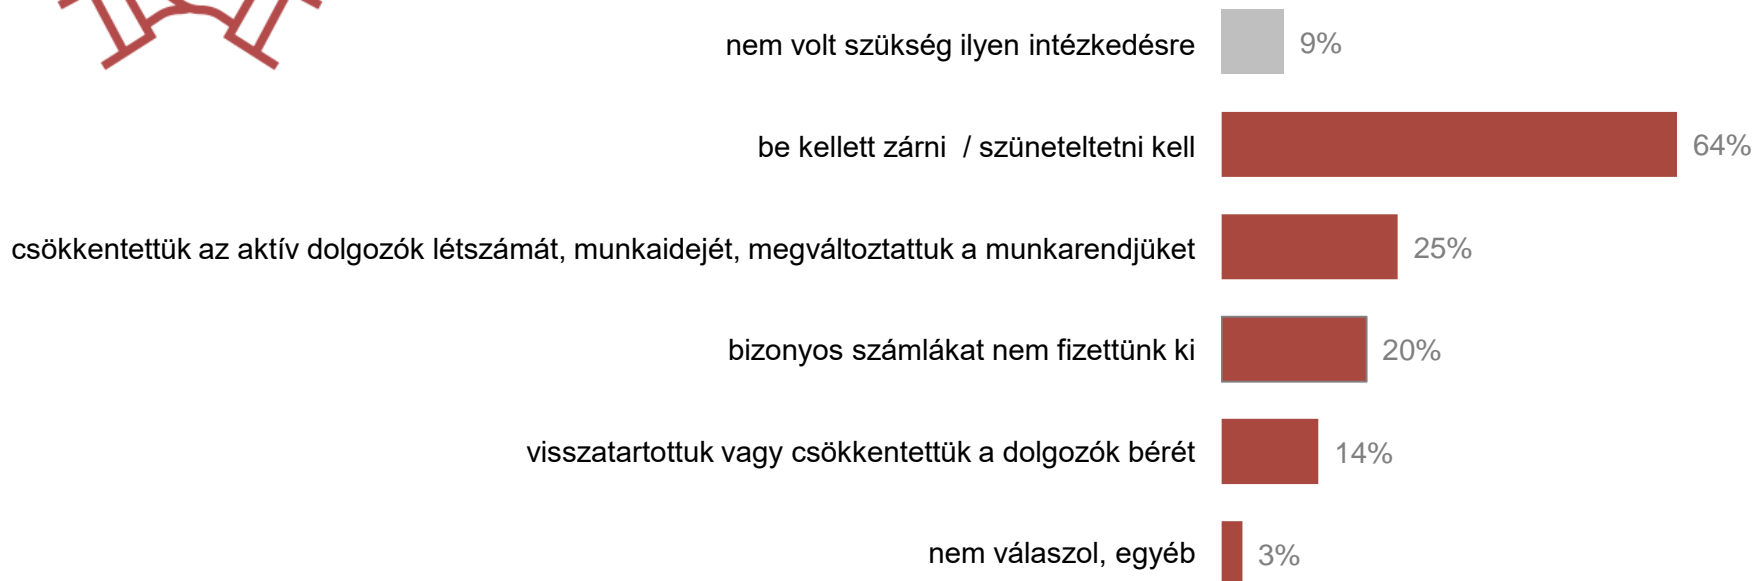 nem volt szükség ilyen intézkedésre 9%
be kellett zárni / szüneteltetni kell 64%
csökkentettük az aktív dolgozók létszámát, munkaidejét, megváltoztattuk a munkarendjüket 25%
bizonyos számlákat nem fizettünk ki 20%
visszatartottuk vagy csökkentettük a dolgozók bérét 14%
nem válaszol, egyéb 3%